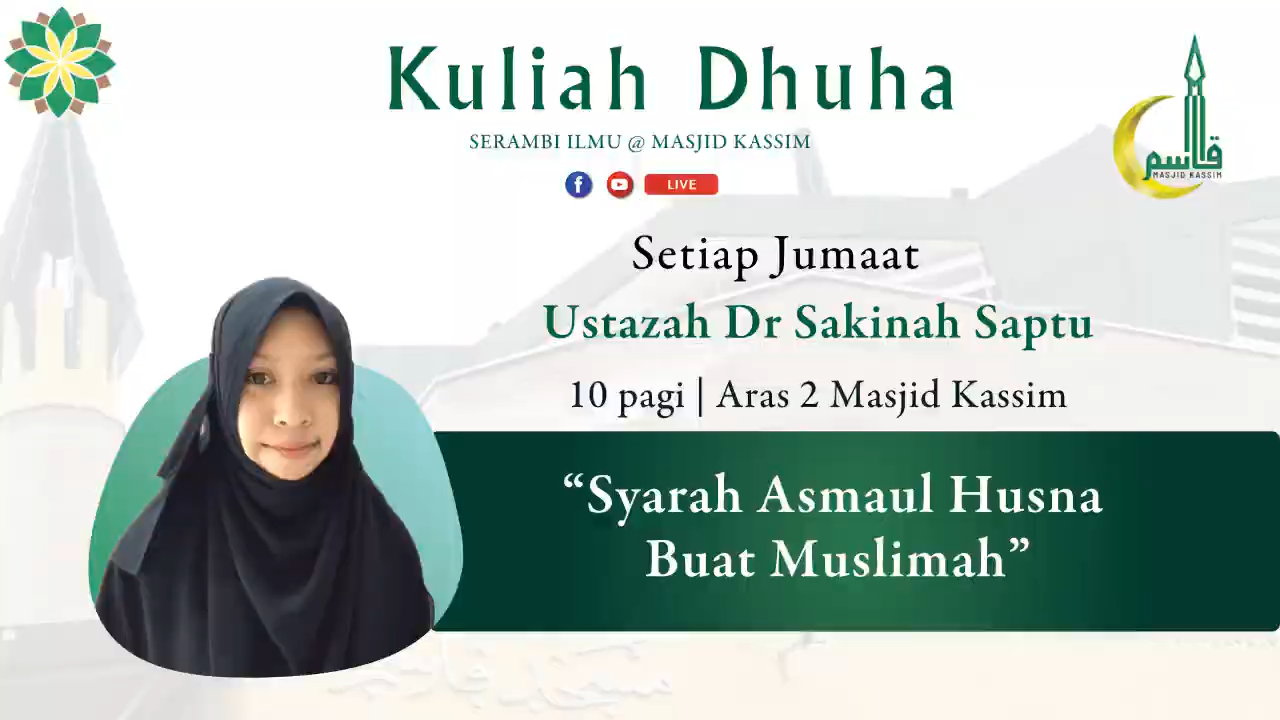 Kuliah Dhuha
SERAMBI ILMU @ MASJID KASSIM
LIVE
قاسم
MASJID KASSIM
Setiap Jumaat
Ustazah Dr Sakinah Saptu
10 pagi | Aras 2 Masjid Kassim
“Syarah Asmaul Husna
Buat Muslimah”